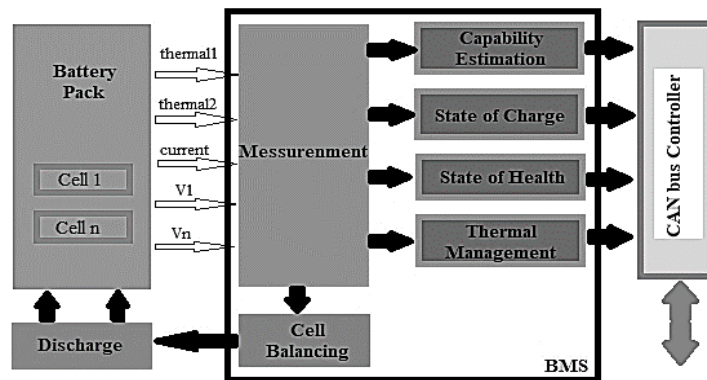 Battery
Pack
Cell 1
Cell n
thermal1
thermal2
current
V1
Vn
Messurenment
Capability
Estimation
State of Charge
State of Health
Thermal
Management
CAN bus Controller
Cell
Balancing
Discharge
BMS